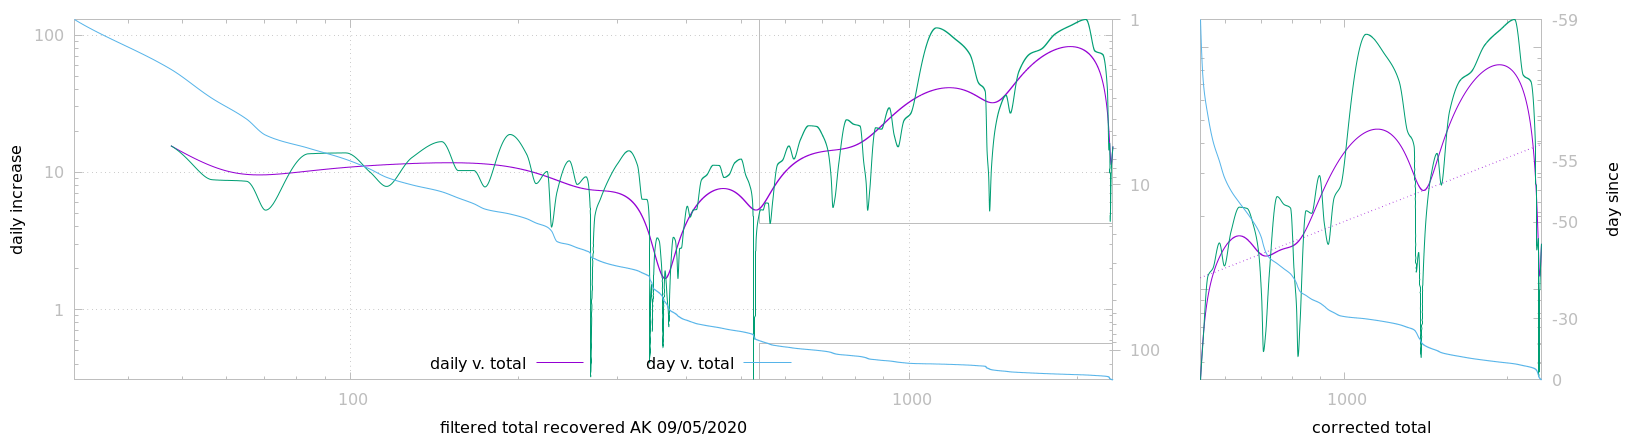 100
10
1
daily increase
daily v. total
day v. total
100
1000
filtered total recovered AK 09/05/2020
1
10
100
1000
corrected total
-59
-55
-50
-30
0
day since